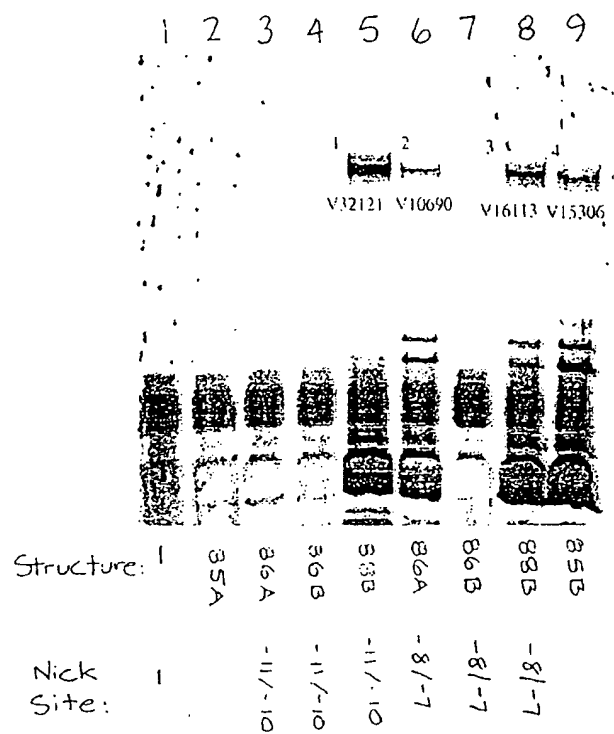 1 2 3 4 5 6 7 8 9
1 2 3 4
V32121 V10690 V16113 V15306
Structure: | 85A 86A 86B 88B 86A 86B 88B 85B
Nick Site: | -11/-10 -11/-10 -11/-10 -8/-7 -8/-7 -8/-7